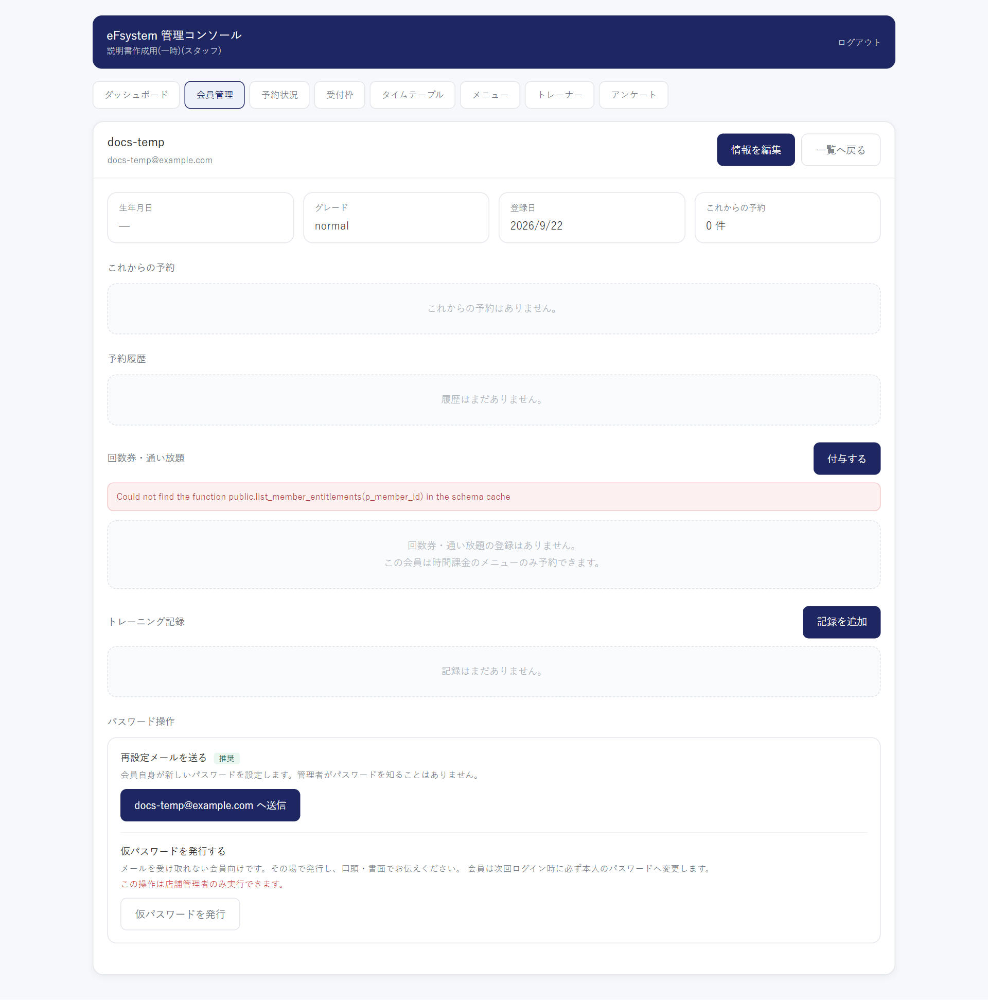 eFsystem 管理コンソール
説明書作成用(一時)(スタッフ)
ログアウト
ダッシュボード
会員管理
予約状況
受付枠
タイムテーブル
メニュー
トレーナー
アンケート
docs-temp
docs-temp@example.com
情報を編集
一覧へ戻る
生年月日
—
グレード
normal
登録日
2026/9/22
これからの予約
0 件
これからの予約
これからの予約はありません。
予約履歴
履歴はまだありません。
回数券・通い放題
付与する
Could not find the function public.list_member_entitlements(p_member_id) in the schema cache
回数券・通い放題の登録はありません。
この会員は時間課金のメニューのみ予約できます。
トレーニング記録
記録を追加
記録はまだありません。
パスワード操作
再設定メールを送る 推奨
会員自身が新しいパスワードを設定します。管理者がパスワードを知ることはありません。
docs-temp@example.com へ送信
仮パスワードを発行する
メールを受け取れない会員向けです。その場で発行し、口頭・書面でお伝えください。 会員は次回ログイン時に必ず本人のパスワードへ変更します。
この操作は店舗管理者のみ実行できます。
仮パスワードを発行